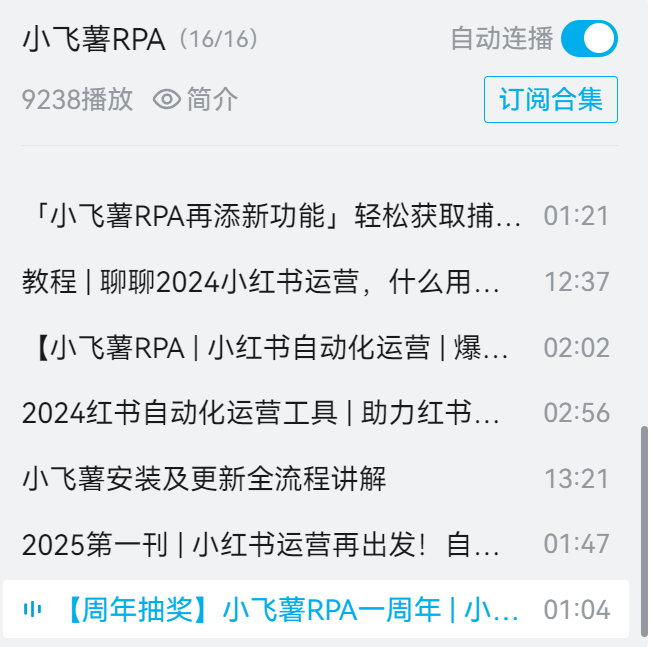 小飞薯RPA（16/16） 自动连播
9238播放 简介 订阅合集
「小飞薯RPA再添新功能」轻松获取捕... 01:21
教程 | 聊聊2024小红书运营，什么用... 12:37
【小飞薯RPA | 小红书自动化运营 | 爆... 02:02
2024红书自动化运营工具 | 助力红书... 02:56
小飞薯安装及更新全流程讲解 13:21
2025第一刊 | 小红书运营再出发！自... 01:47
【周年抽奖】小飞薯RPA一周年 | 小... 01:04